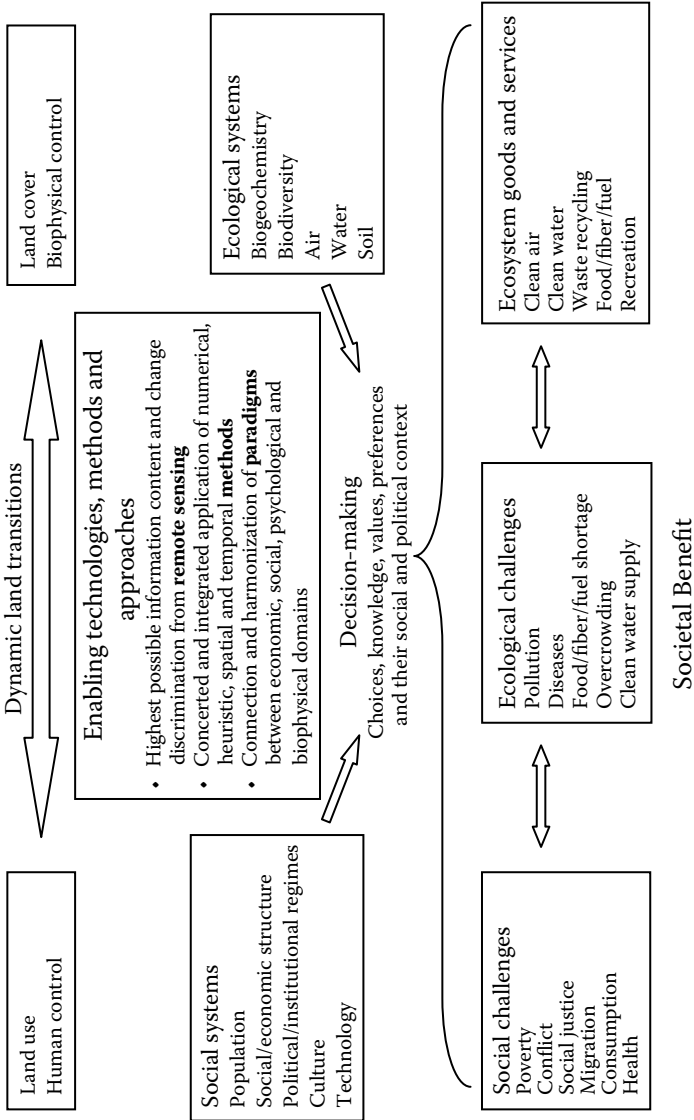 Dynamic land transitions
Land use
Human control
Land cover
Biophysical control
Enabling technologies, methods and
approaches
• Highest possible information content and change
discrimination from remote sensing
• Concerted and integrated application of numerical,
heuristic, spatial and temporal methods
• Connection and harmonization of paradigms
between economic, social, psychological and
biophysical domains
Social systems
Population
Social/economic structure
Political/institutional regimes
Culture
Technology
Ecological systems
Biogeochemistry
Biodiversity
Air
Water
Soil
Decision-making
Choices, knowledge, values, preferences
and their social and political context
Social challenges
Poverty
Conflict
Social justice
Migration
Consumption
Health
Ecological challenges
Pollution
Diseases
Food/fiber/fuel shortage
Overcrowding
Clean water supply
Ecosystem goods and services
Clean air
Clean water
Waste recycling
Food/fiber/fuel
Recreation
Societal Benefit